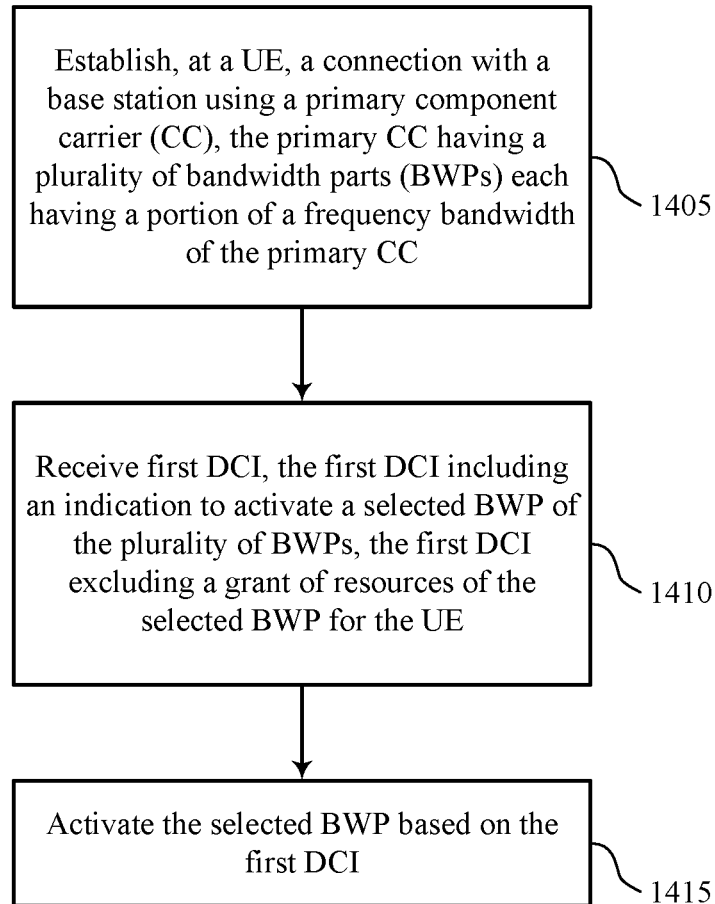 Establish, at a UE, a connection with a
base station using a primary component
carrier (CC), the primary CC having a
plurality of bandwidth parts (BWPs) each
having a portion of a frequency bandwidth
of the primary CC
1405
Receive first DCI, the first DCI including
an indication to activate a selected BWP of
the plurality of BWPs, the first DCI
excluding a grant of resources of the
selected BWP for the UE
1410
Activate the selected BWP based on the
first DCI
1415